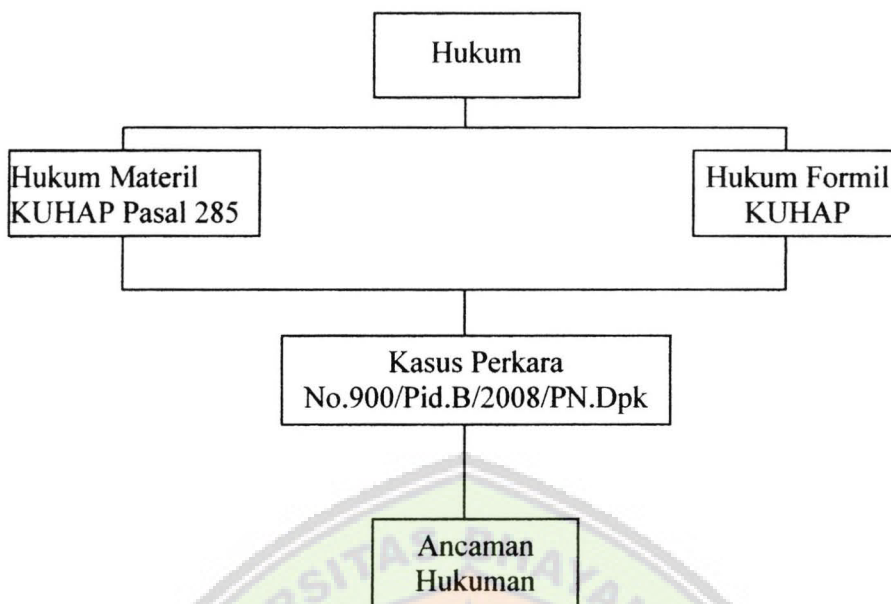 Hukum
Hukum Materil
KUHAP Pasal 285
Hukum Formil
KUHAP
Kasus Perkara
No.900/Pid.B/2008/PN.Dpk
Ancaman
Hukuman